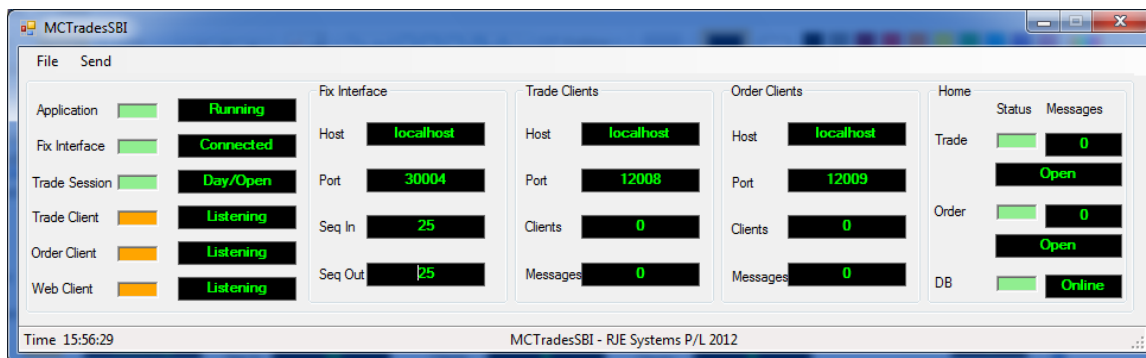 MCTradesSBI
File Send
Application Running
Fix Interface Connected
Trade Session Day/Open
Trade Client Listening
Order Client Listening
Web Client Listening
Fix Interface
Host localhost
Port 30004
Seq In 25
Seq Out 25
Trade Clients
Host localhost
Port 12008
Clients 0
Messages 0
Order Clients
Host localhost
Port 12009
Clients 0
Messages 0
Home
Status Messages
Trade 0
Open
Order 0
Open
DB Online
Time 15:56:29 MCTradesSBI - RJE Systems P/L 2012